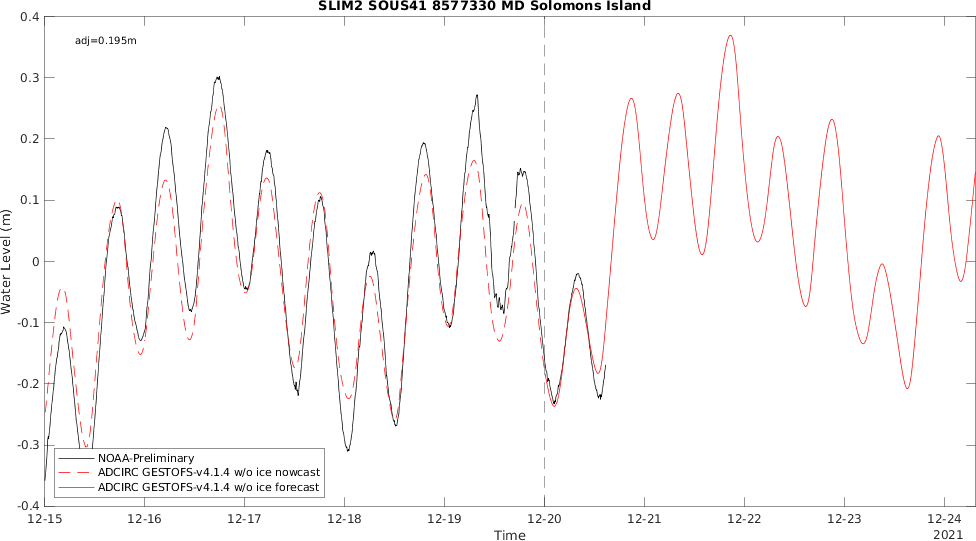 SLIM2 SOUS41 8577330 MD Solomons Island
adj=0.195m
Water Level (m)
0.4
0.3
0.2
0.1
0
-0.1
-0.2
-0.3
-0.4
NOAA-Preliminary
ADCIRC GESTOFS-v4.1.4 w/o ice nowcast
ADCIRC GESTOFS-v4.1.4 w/o ice forecast
12-15 12-16 12-17 12-18 12-19 12-20 12-21 12-22 12-23 12-24
Time
2021